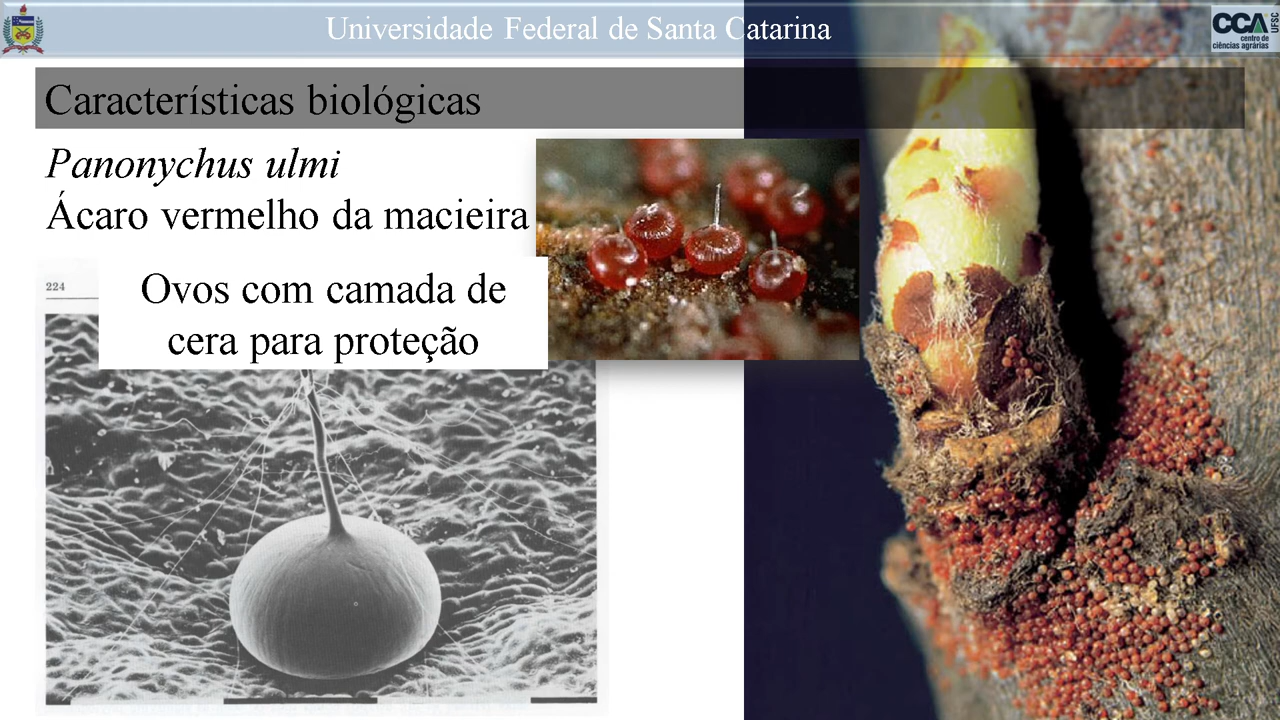 Universidade Federal de Santa Catarina
CCA
centro de
ciências agrárias
UFSC
Características biológicas
Panonychus ulmi
Ácaro vermelho da macieira
224
Ovos com camada de
cera para proteção